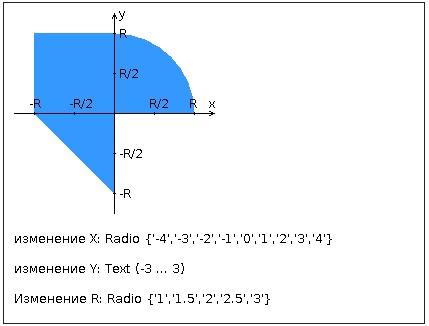 y
R
R/2
-R -R/2 R/2 R x
-R/2
-R
изменение X: Radio {'-4','-3','-2','-1','0','1','2','3','4'}
изменение Y: Text (-3 ... 3)
Изменение R: Radio {'1','1.5','2','2.5','3'}